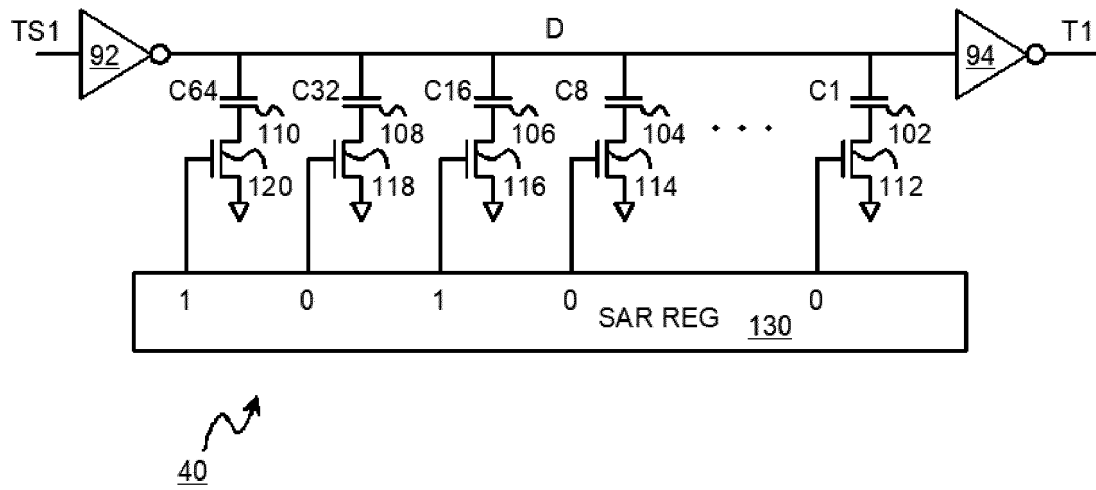 TS1 92 D 94 T1
C64 C32 C16 C8 C1
110 108 106 104 . . . 102
120 118 116 114 112
1 0 1 0 0
SAR REG 130
40